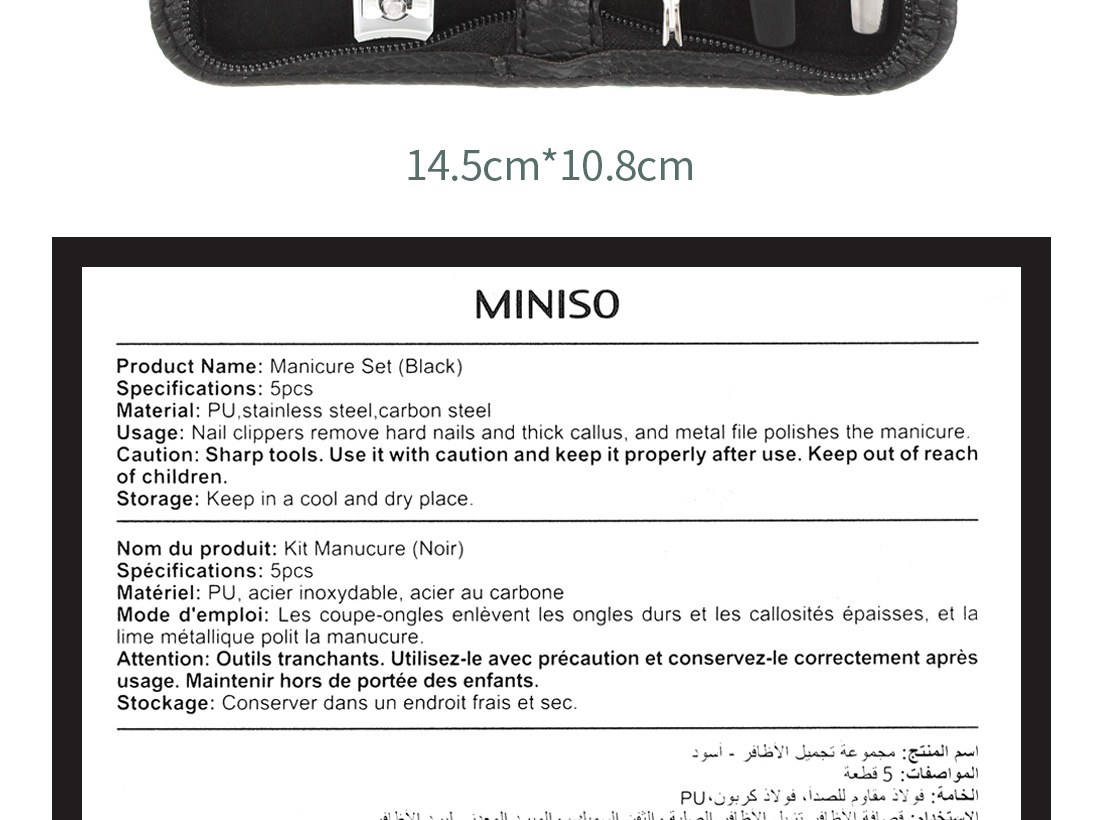 14.5cm*10.8cm
MINISO
Product Name: Manicure Set (Black)
Specifications: 5pcs
Material: PU,stainless steel,carbon steel
Usage: Nail clippers remove hard nails and thick callus, and metal file polishes the manicure.
Caution: Sharp tools. Use it with caution and keep it properly after use. Keep out of reach
of children.
Storage: Keep in a cool and dry place.
Nom du produit: Kit Manucure (Noir)
Spécifications: 5pcs
Matériel: PU, acier inoxydable, acier au carbone
Mode d'emploi: Les coupe-ongles enlèvent les ongles durs et les callosités épaisses, et la
lime métallique polit la manucure.
Attention: Outils tranchants. Utilisez-le avec précaution et conservez-le correctement après
usage. Maintenir hors de portée des enfants.
Stockage: Conserver dans un endroit frais et sec.
اسم المنتج: مجموعة تجميل الأظافر - أسود
المواصفات: 5 قطعة
الخامة: فولاذ مقاوم للصدأ، فولاذ كربون،PU